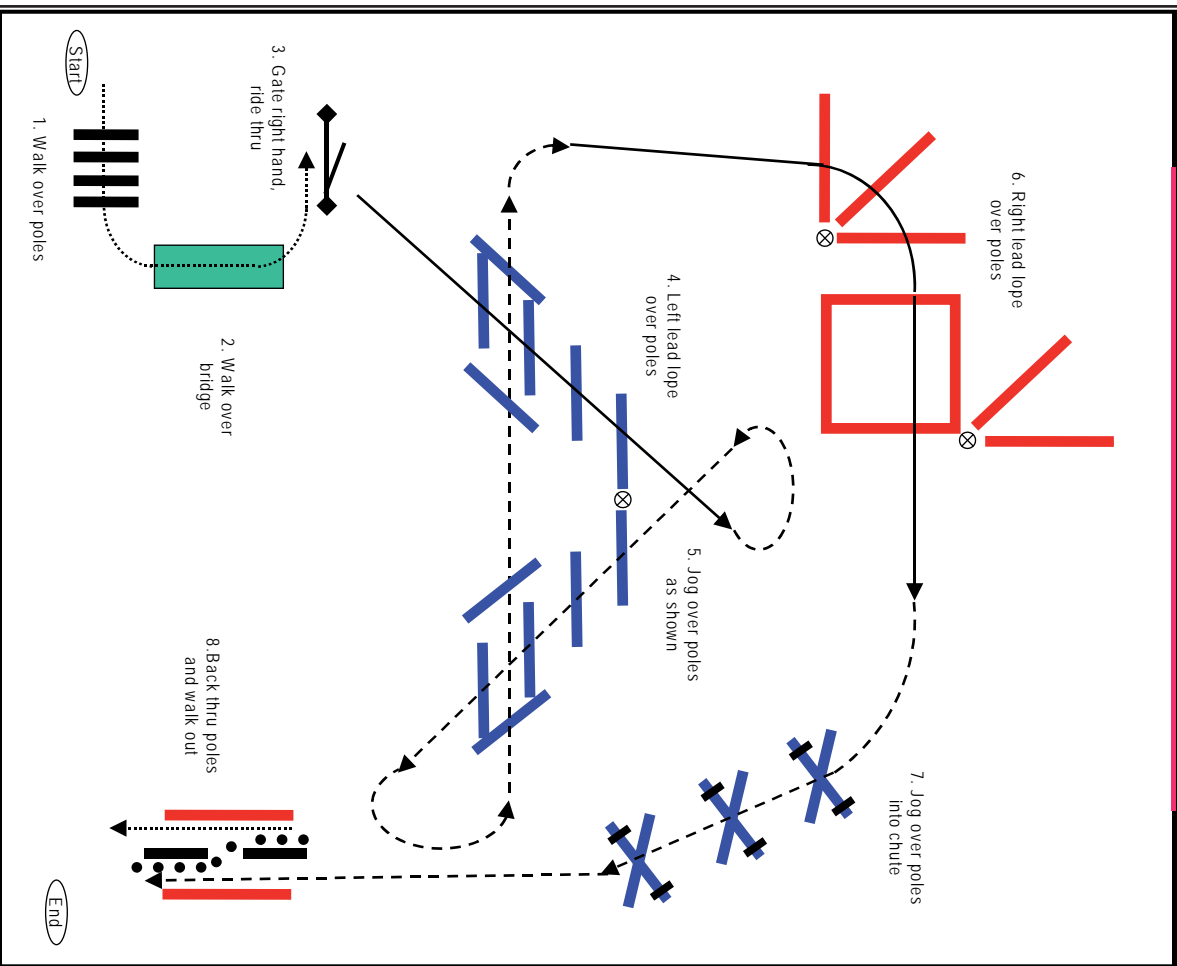 Start
1. Walk over poles
2. Walk over
bridge
3. Gate right hand,
ride thru
4. Left lead lope
over poles
5. Jog over poles
as shown
6. Right lead lope
over poles
7. Jog over poles
into chute
8.Back thru poles
and walk out
End